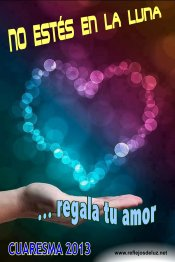 NO ESTÉS EN LA LUNA
... regala tu amor
CUARESMA 2013
www.reflejosdeluz.net